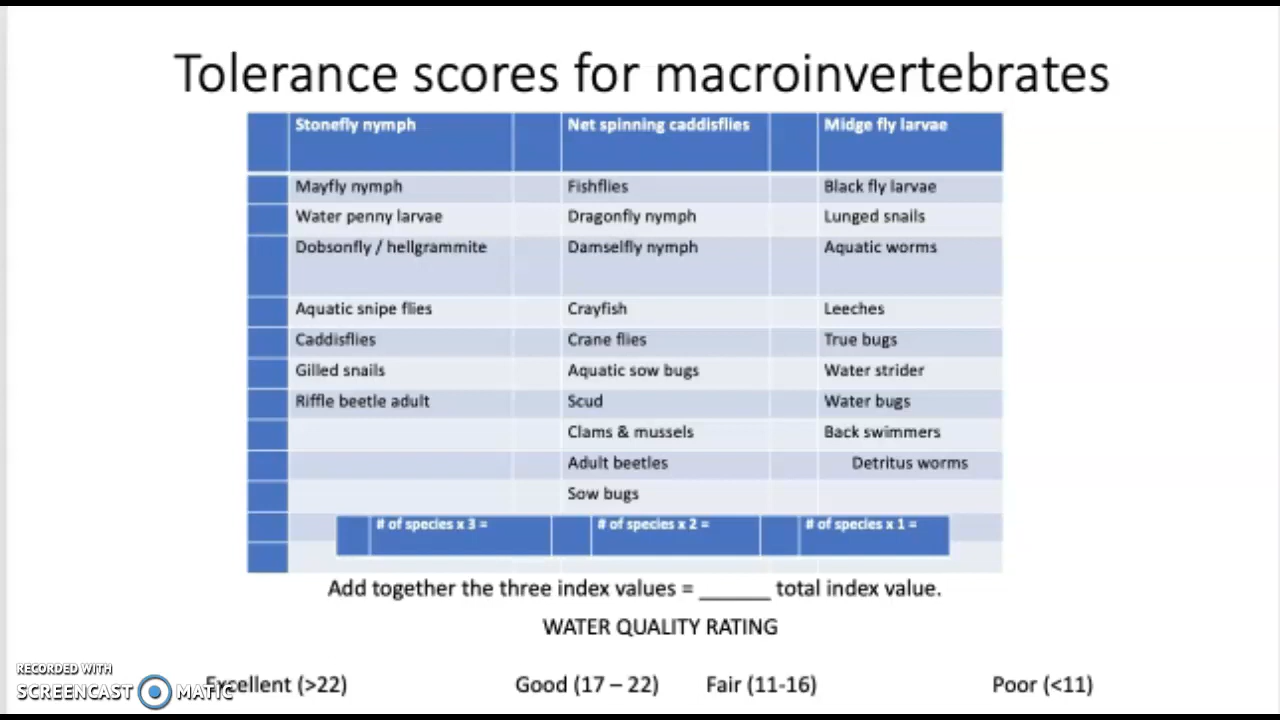 Tolerance scores for macroinvertebrates
Stonefly nymph Net spinning caddisflies Midge fly larvae
Mayfly nymph Fishflies Black fly larvae
Water penny larvae Dragonfly nymph Lunged snails
Dobsonfly / hellgrammite Damselfly nymph Aquatic worms
Aquatic snipe flies Crayfish Leeches
Caddisflies Crane flies True bugs
Gilled snails Aquatic sow bugs Water strider
Riffle beetle adult Scud Water bugs
Clams & mussels Back swimmers
Adult beetles Detritus worms
Sow bugs
# of species x 3 = # of species x 2 = # of species x 1 =
Add together the three index values = ______ total index value.
WATER QUALITY RATING
Excellent (>22) Good (17 – 22) Fair (11-16) Poor (<11)
RECORDED WITH
SCREENCAST MATIC